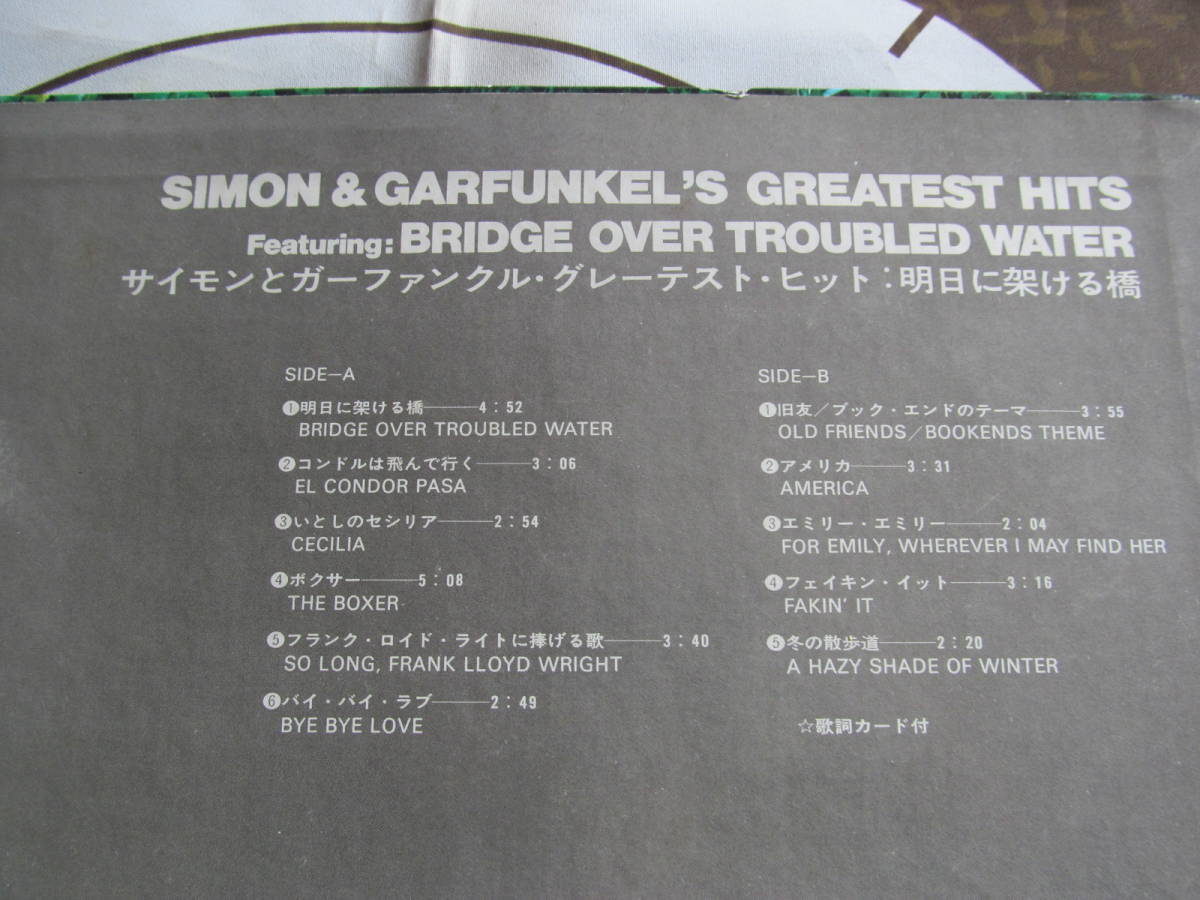 SIMON & GARFUNKEL'S GREATEST HITS
Featuring: BRIDGE OVER TROUBLED WATER
サイモンとガーファンクル・グレーテスト・ヒット:明日に架ける橋
SIDE—A
❶明日に架ける橋———4:52
BRIDGE OVER TROUBLED WATER
❷コンドルは飛んで行く———3:06
EL CONDOR PASA
❸いとしのセシリア———2:54
CECILIA
❹ボクサー———5:08
THE BOXER
❺フランク・ロイド・ライトに捧げる歌———3:40
SO LONG, FRANK LLOYD WRIGHT
❻バイ・バイ・ラブ———2:49
BYE BYE LOVE
SIDE—B
❶旧友/ブック・エンドのテーマ———3:55
OLD FRIENDS/BOOKENDS THEME
❷アメリカ———3:31
AMERICA
❸エミリー・エミリー———2:04
FOR EMILY, WHEREVER I MAY FIND HER
❹フェイキン・イット———3:16
FAKIN' IT
❺冬の散歩道———2:20
A HAZY SHADE OF WINTER
☆歌詞カード付